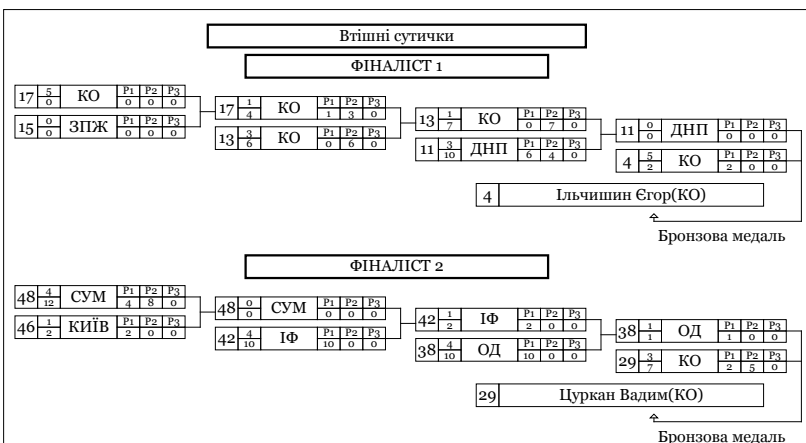 Втішні сутички
ФІНАЛІСТ 1
17 5 0 КО P1 P2 P3 0 0 0
15 0 0 ЗПЖ P1 P2 P3 0 0 0
17 1 4 КО P1 P2 P3 1 3 0
13 3 6 КО P1 P2 P3 0 6 0
13 1 7 КО P1 P2 P3 0 7 0
11 3 10 ДНП P1 P2 P3 6 4 0
11 0 0 ДНП P1 P2 P3 0 0 0
4 5 2 КО P1 P2 P3 2 0 0
4 Ільчишин Єгор(КО)
Бронзова медаль
ФІНАЛІСТ 2
48 4 12 СУМ P1 P2 P3 4 8 0
46 1 2 КИЇВ P1 P2 P3 2 0 0
48 0 0 СУМ P1 P2 P3 0 0 0
42 4 10 ІФ P1 P2 P3 10 0 0
42 1 2 ІФ P1 P2 P3 2 0 0
38 4 10 ОД P1 P2 P3 10 0 0
38 1 1 ОД P1 P2 P3 1 0 0
29 3 7 КО P1 P2 P3 2 5 0
29 Цуркан Вадим(КО)
Бронзова медаль